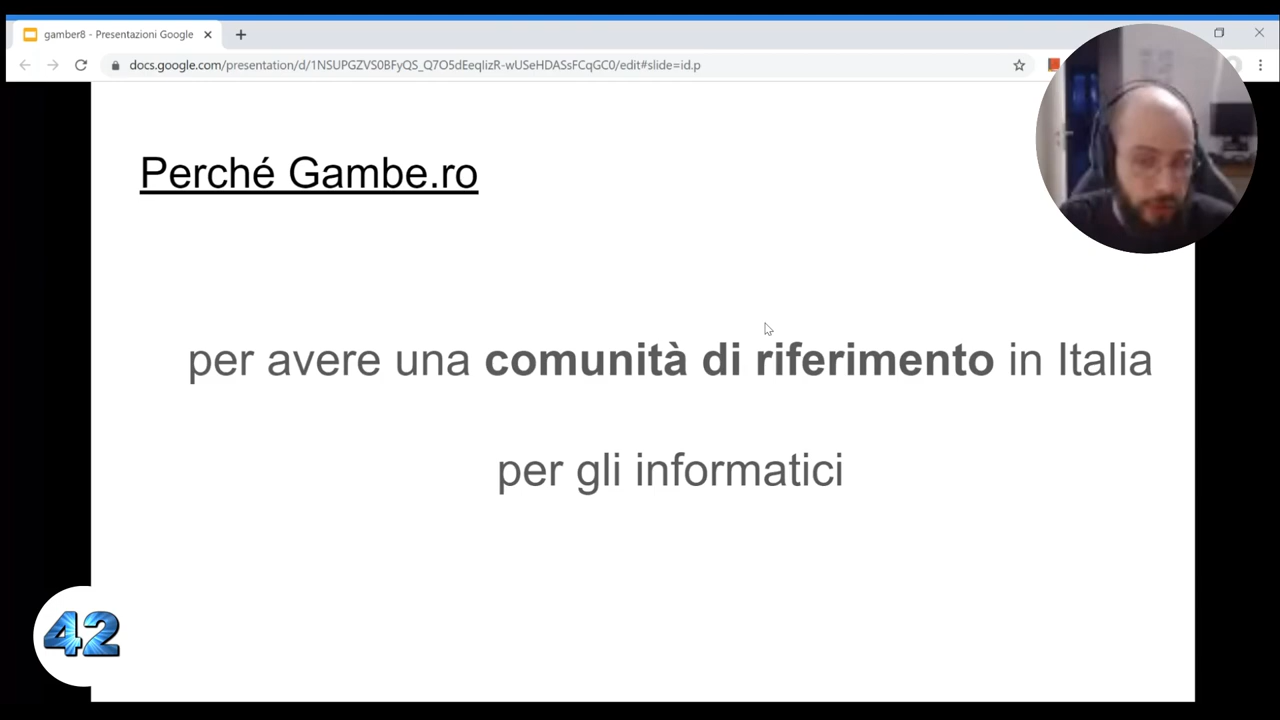 gamber8 - Presentazioni Google
docs.google.com/presentation/d/1NSUPGZVS0BFyQS_Q7O5dEeqIizR-wUSeHDASsFCqGC0/edit#slide=id.p
Perché Gambe.ro
per avere una comunità di riferimento in Italia
per gli informatici
42